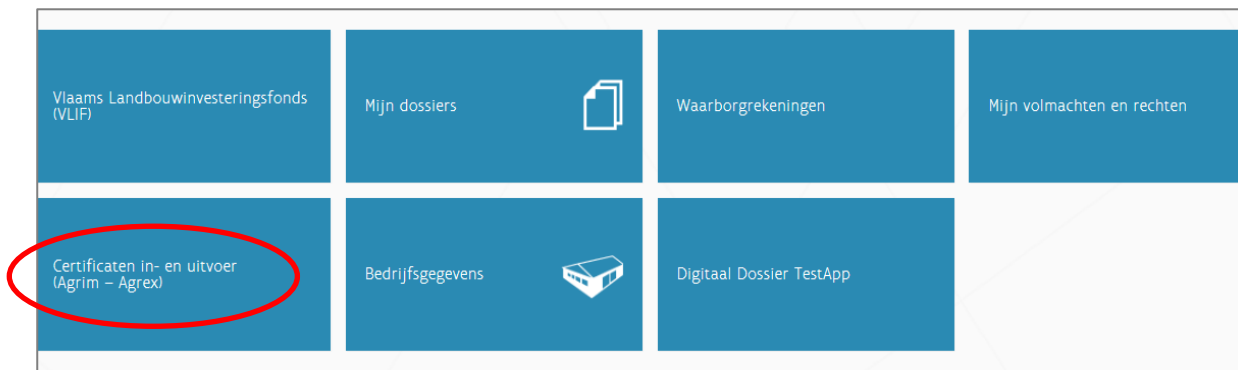 Vlaams Landbouwinvesteringsfonds
(VLIF)
Mijn dossiers
Waarborgrekeningen
Mijn volmachten en rechten
Certificaten in- en uitvoer
(Agrim – Agrex)
Bedrijfsgegevens
Digitaal Dossier TestApp